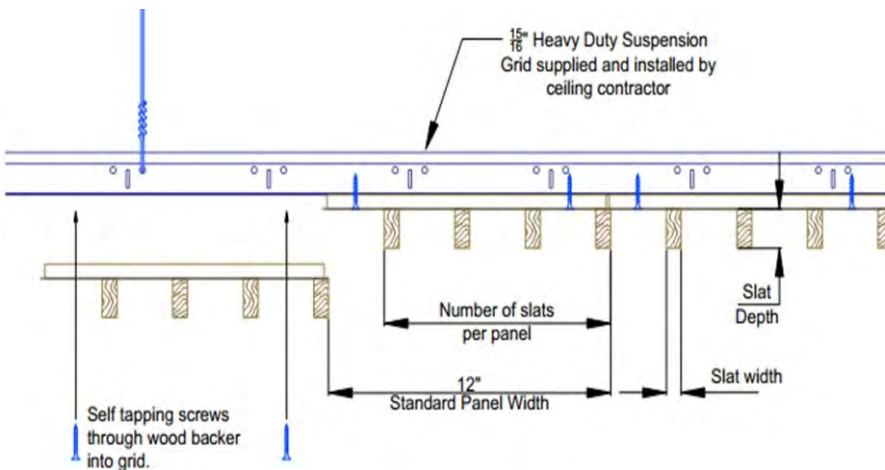 15/16" Heavy Duty Suspension
Grid supplied and installed by
ceiling contractor
Number of slats
per panel
Slat
Depth
12"
Standard Panel Width
Slat width
Self tapping screws
through wood backer
into grid.